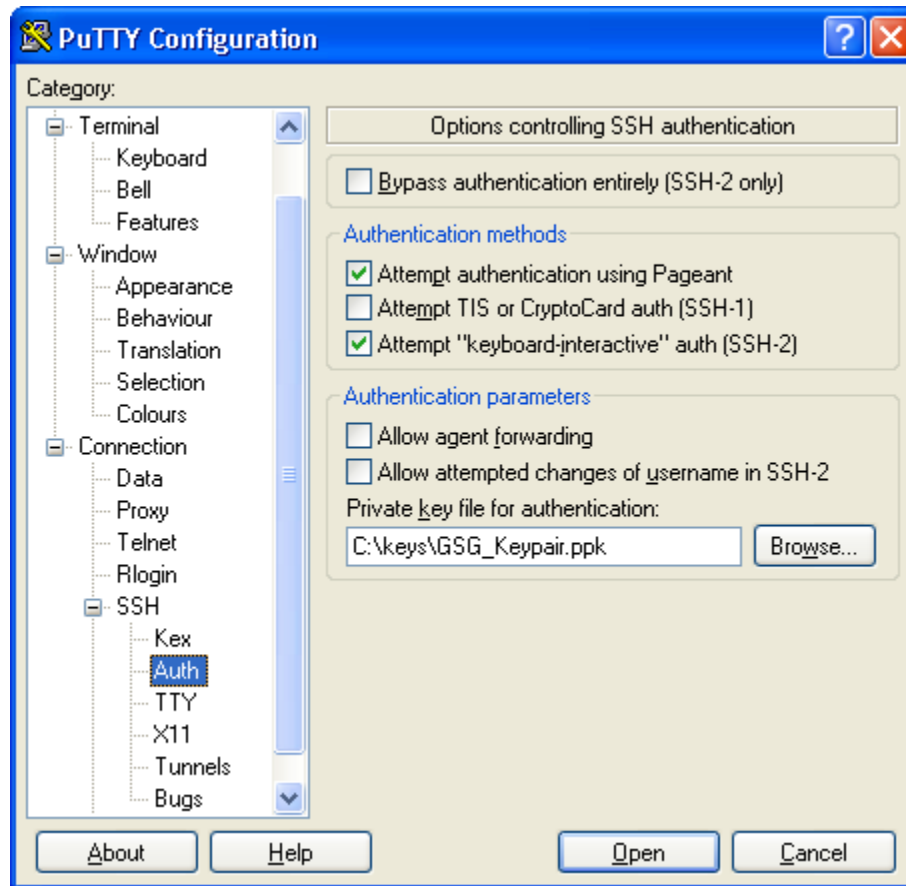 PuTTY Configuration
Category:
Terminal
Keyboard
Bell
Features
Window
Appearance
Behaviour
Translation
Selection
Colours
Connection
Data
Proxy
Telnet
Rlogin
SSH
Kex
Auth
TTY
X11
Tunnels
Bugs
Options controlling SSH authentication
Bypass authentication entirely (SSH-2 only)
Authentication methods
Attempt authentication using Pageant
Attempt TIS or CryptoCard auth (SSH-1)
Attempt "keyboard-interactive" auth (SSH-2)
Authentication parameters
Allow agent forwarding
Allow attempted changes of username in SSH-2
Private key file for authentication:
C:\keys\GSG_Keypair.ppk
Browse...
About
Help
Open
Cancel